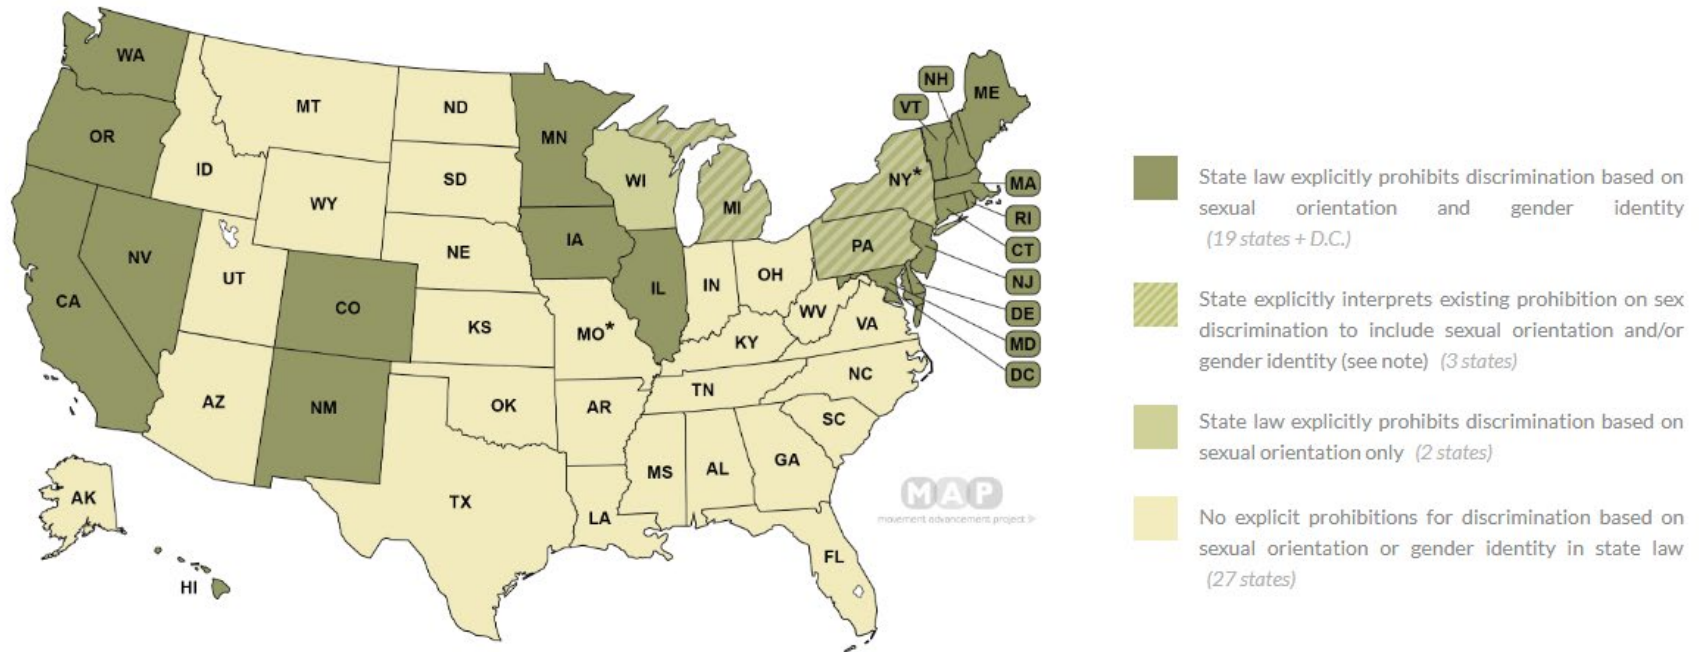 WA
MT
ND
MN
NH
VT
ME
OR
ID
SD
WI
MI
NY*
MA
WY
RI
NV
NE
IA
PA
CT
CA
UT
CO
KS
IL
IN
OH
NJ
DE
MO*
WV
VA
MD
KY
DC
AZ
NM
OK
AR
TN
NC
SC
AK
TX
LA
MS
AL
GA
HI
FL
MAP
movement advancement project
State law explicitly prohibits discrimination based on
sexual orientation and gender identity
(19 states + D.C.)
State explicitly interprets existing prohibition on sex
discrimination to include sexual orientation and/or
gender identity (see note) (3 states)
State law explicitly prohibits discrimination based on
sexual orientation only (2 states)
No explicit prohibitions for discrimination based on
sexual orientation or gender identity in state law
(27 states)